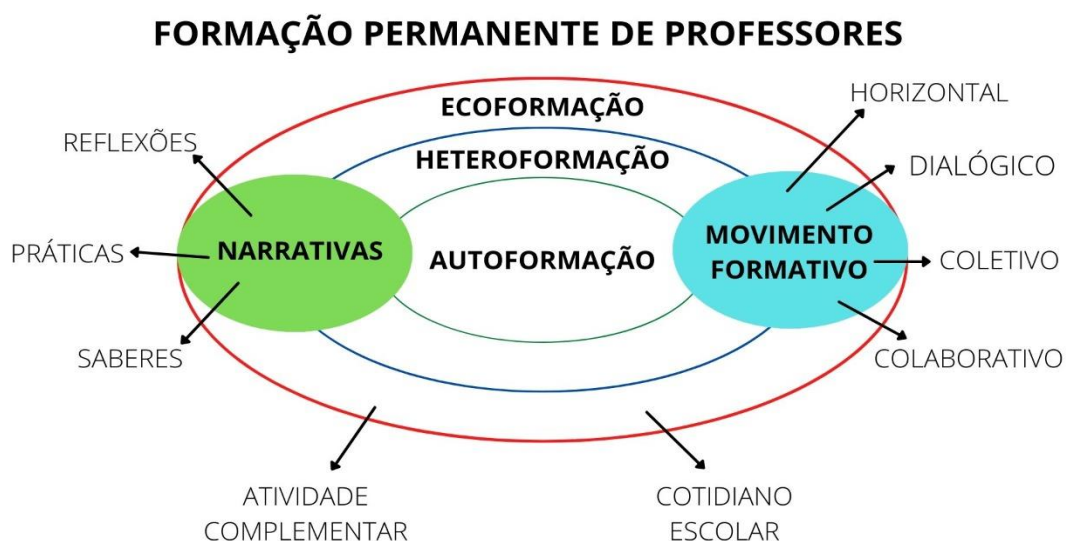 FORMAÇÃO PERMANENTE DE PROFESSORES
ECOFORMAÇÃO
HORIZONTAL
REFLEXÕES
HETEROFORMAÇÃO
DIALÓGICO
PRÁTICAS
NARRATIVAS
AUTOFORMAÇÃO
MOVIMENTO
FORMATIVO
COLETIVO
SABERES
COLABORATIVO
ATIVIDADE
COMPLEMENTAR
COTIDIANO
ESCOLAR